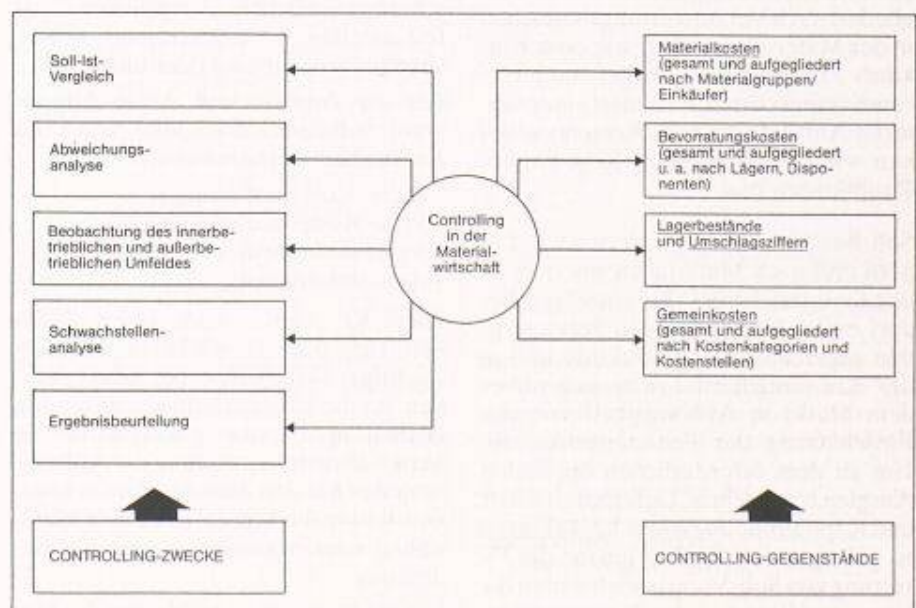 Soll-Ist-
Vergleich
Abweichungs-
analyse
Beobachtung des innerbe-
trieblichen und außerbe-
trieblichen Umfeldes
Schwachstellen-
analyse
Ergebnisbeurteilung
CONTROLLING-ZWECKE
Controlling
in der
Material-
wirtschaft
Materialkosten
(gesamt und aufgegliedert
nach Materialgruppen/
Einkäufer)
Bevorratungskosten
(gesamt und aufgegliedert
u. a. nach Lägern, Dispo-
nenten)
Lagerbestände
und Umschlagsziffern
Gemeinkosten
(gesamt und aufgegliedert
nach Kostenkategorien und
Kostenstellen)
CONTROLLING-GEGENSTÄNDE